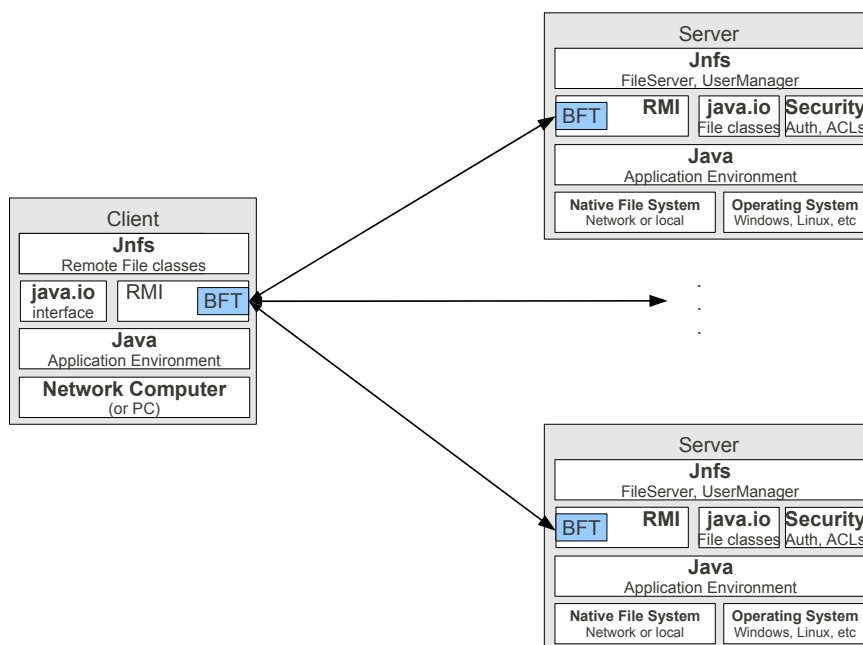 Server
Jnfs
FileServer, UserManager
BFT
RMI
java.io
File classes
Security
Auth, ACLs
Java
Application Environment
Native File System
Network or local
Operating System
Windows, Linux, etc
Client
Jnfs
Remote File classes
java.io
interface
RMI
BFT
Java
Application Environment
Network Computer
(or PC)
.
.
.
Server
Jnfs
FileServer, UserManager
BFT
RMI
java.io
File classes
Security
Auth, ACLs
Java
Application Environment
Native File System
Network or local
Operating System
Windows, Linux, etc